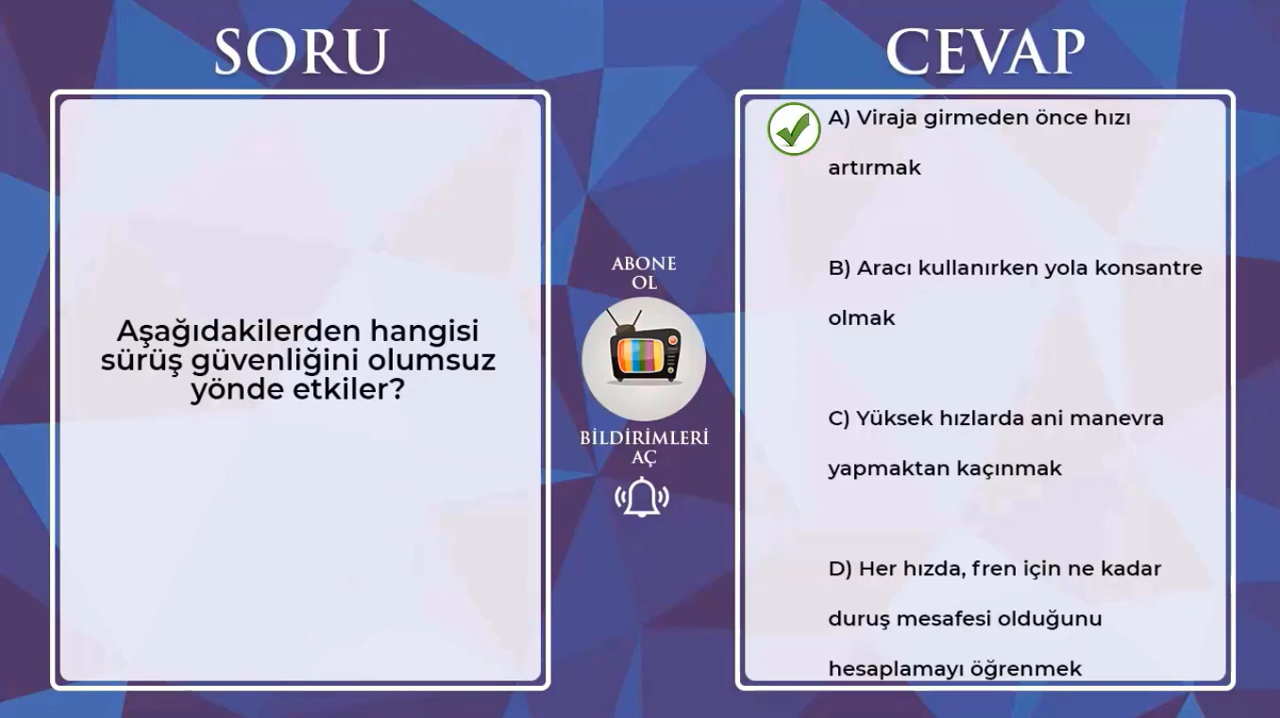 SORU
Aşağıdakilerden hangisi
sürüş güvenliğini olumsuz
yönde etkiler?
ABONE
OL
BİLDİRİMLERİ
AÇ
CEVAP
A) Viraja girmeden önce hızı
artırmak
B) Aracı kullanırken yola konsantre
olmak
C) Yüksek hızlarda ani manevra
yapmaktan kaçınmak
D) Her hızda, fren için ne kadar
duruş mesafesi olduğunu
hesaplamayı öğrenmek